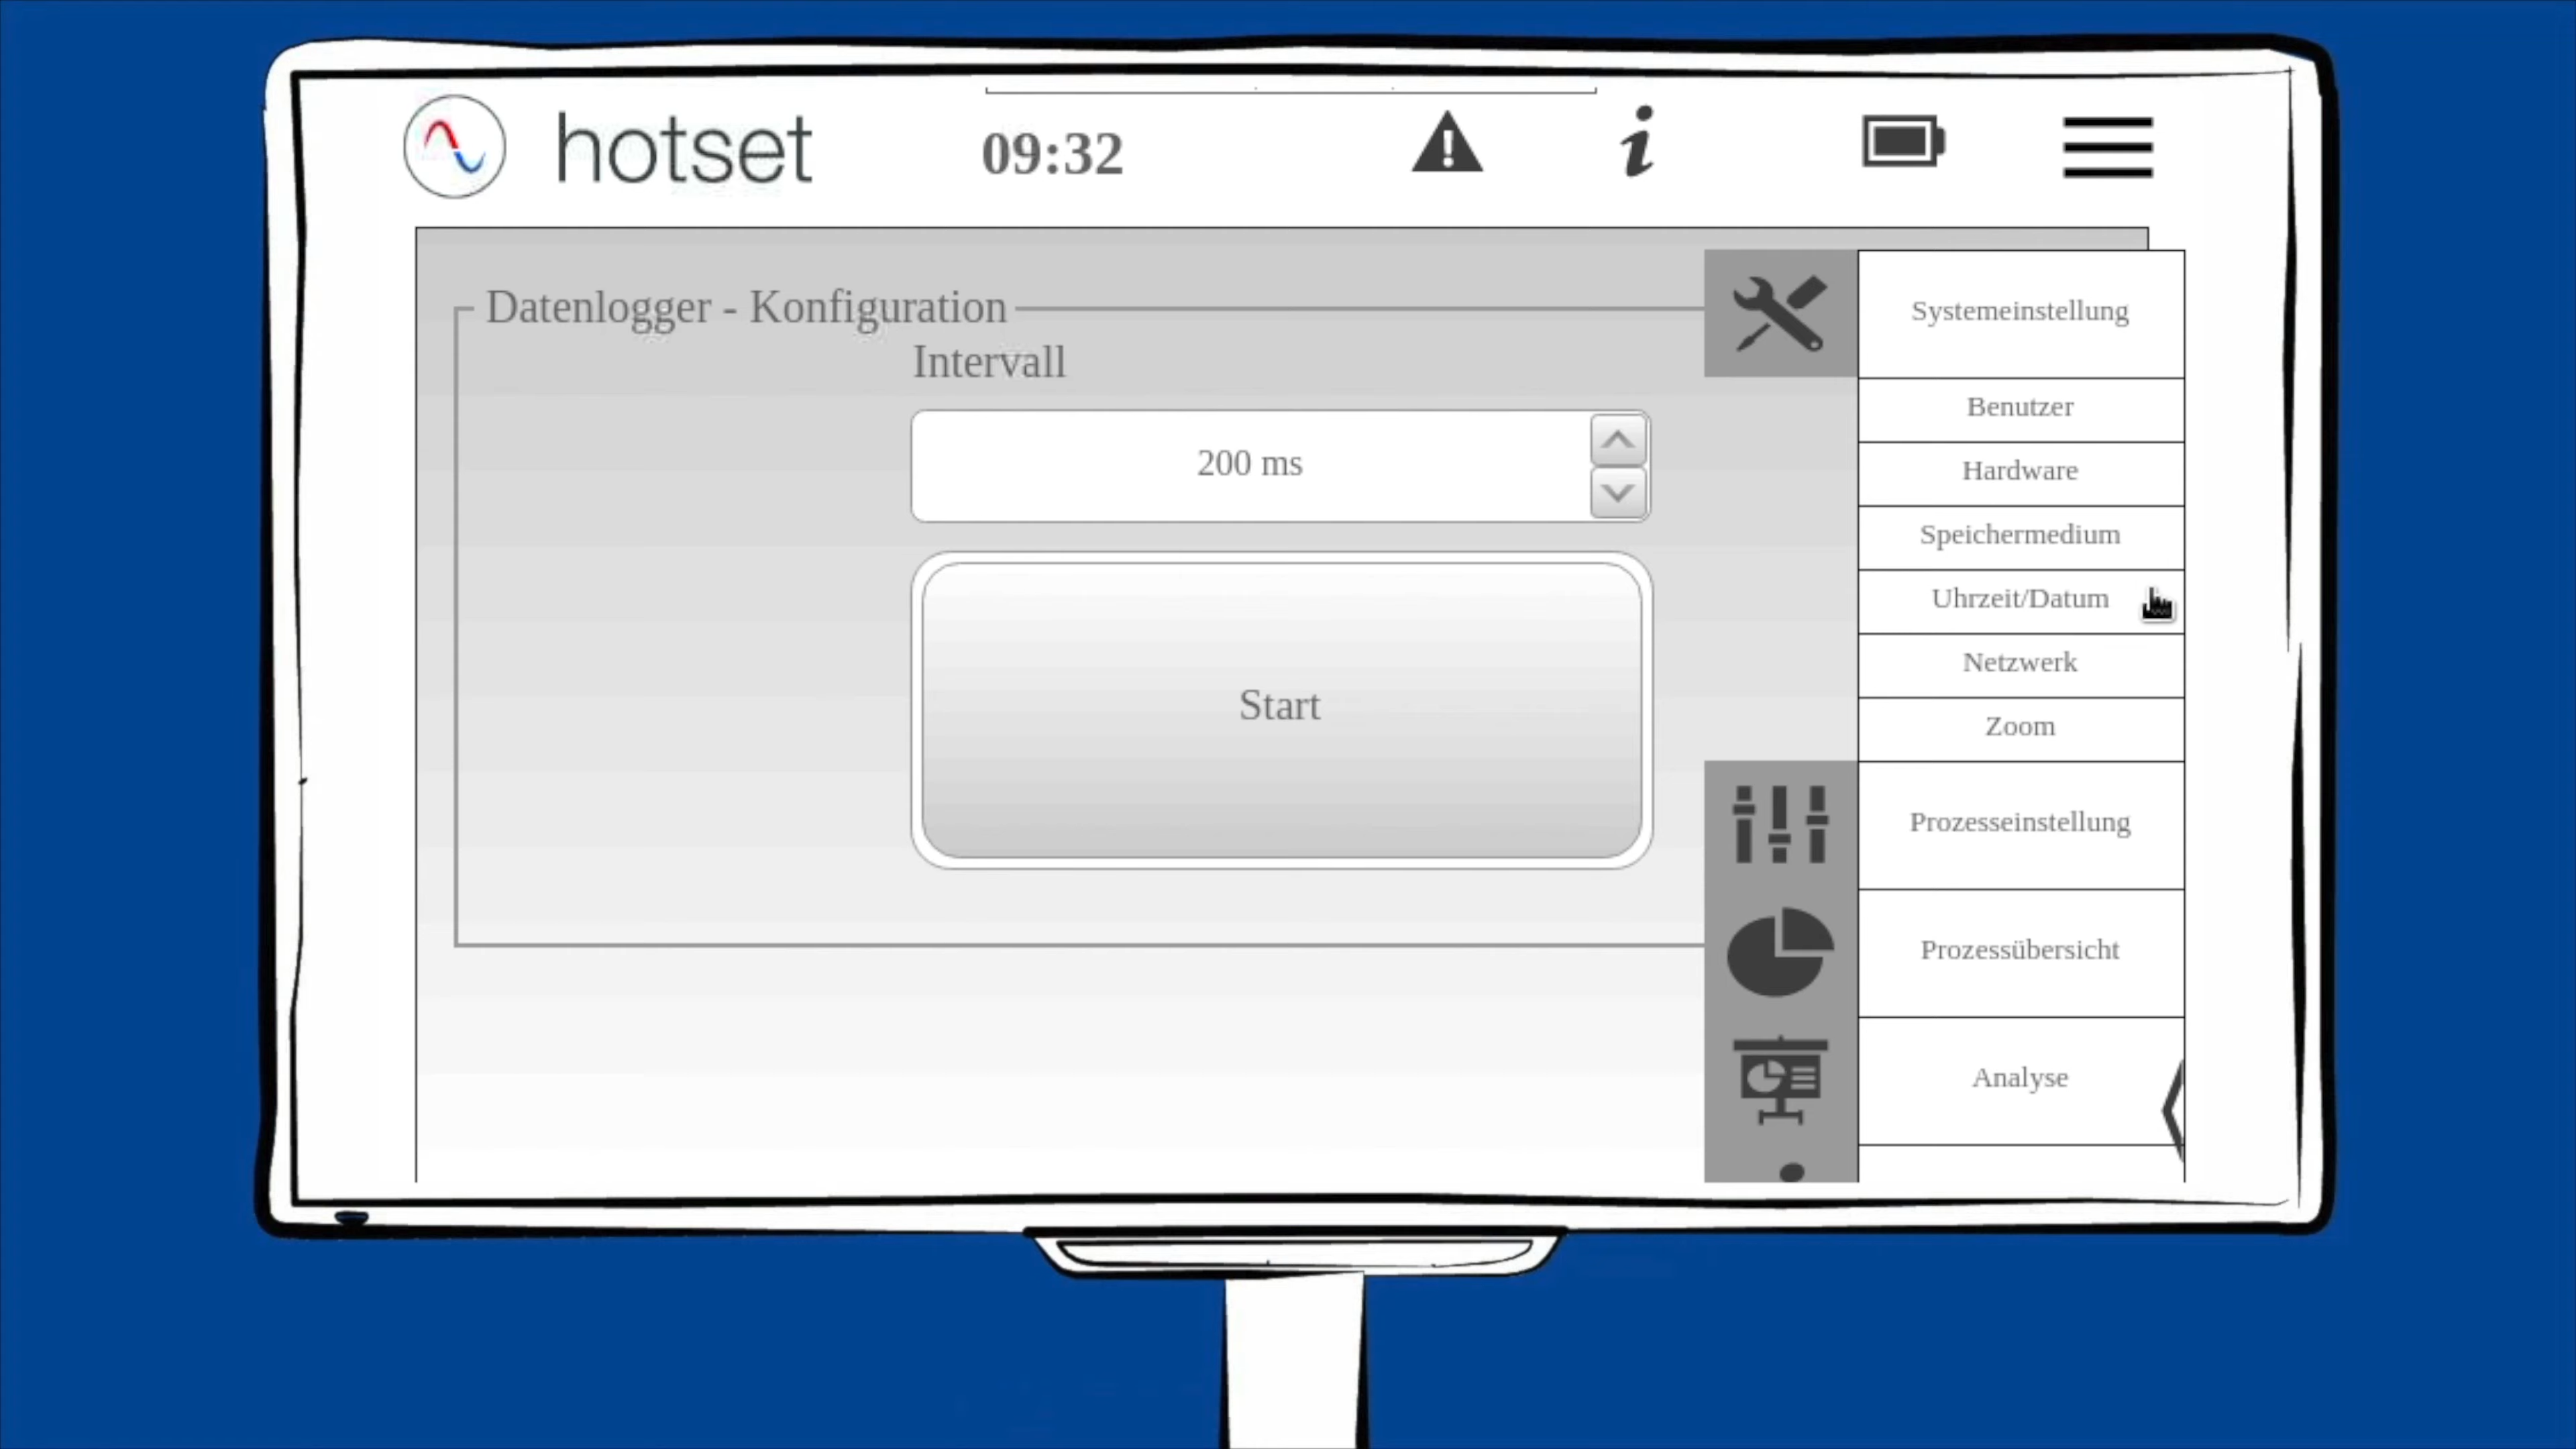 hotset
09:32
Datenlogger - Konfiguration
Intervall
200 ms
Start
Systemeinstellung
Benutzer
Hardware
Speichermedium
Uhrzeit/Datum
Netzwerk
Zoom
Prozesseinstellung
Prozessübersicht
Analyse